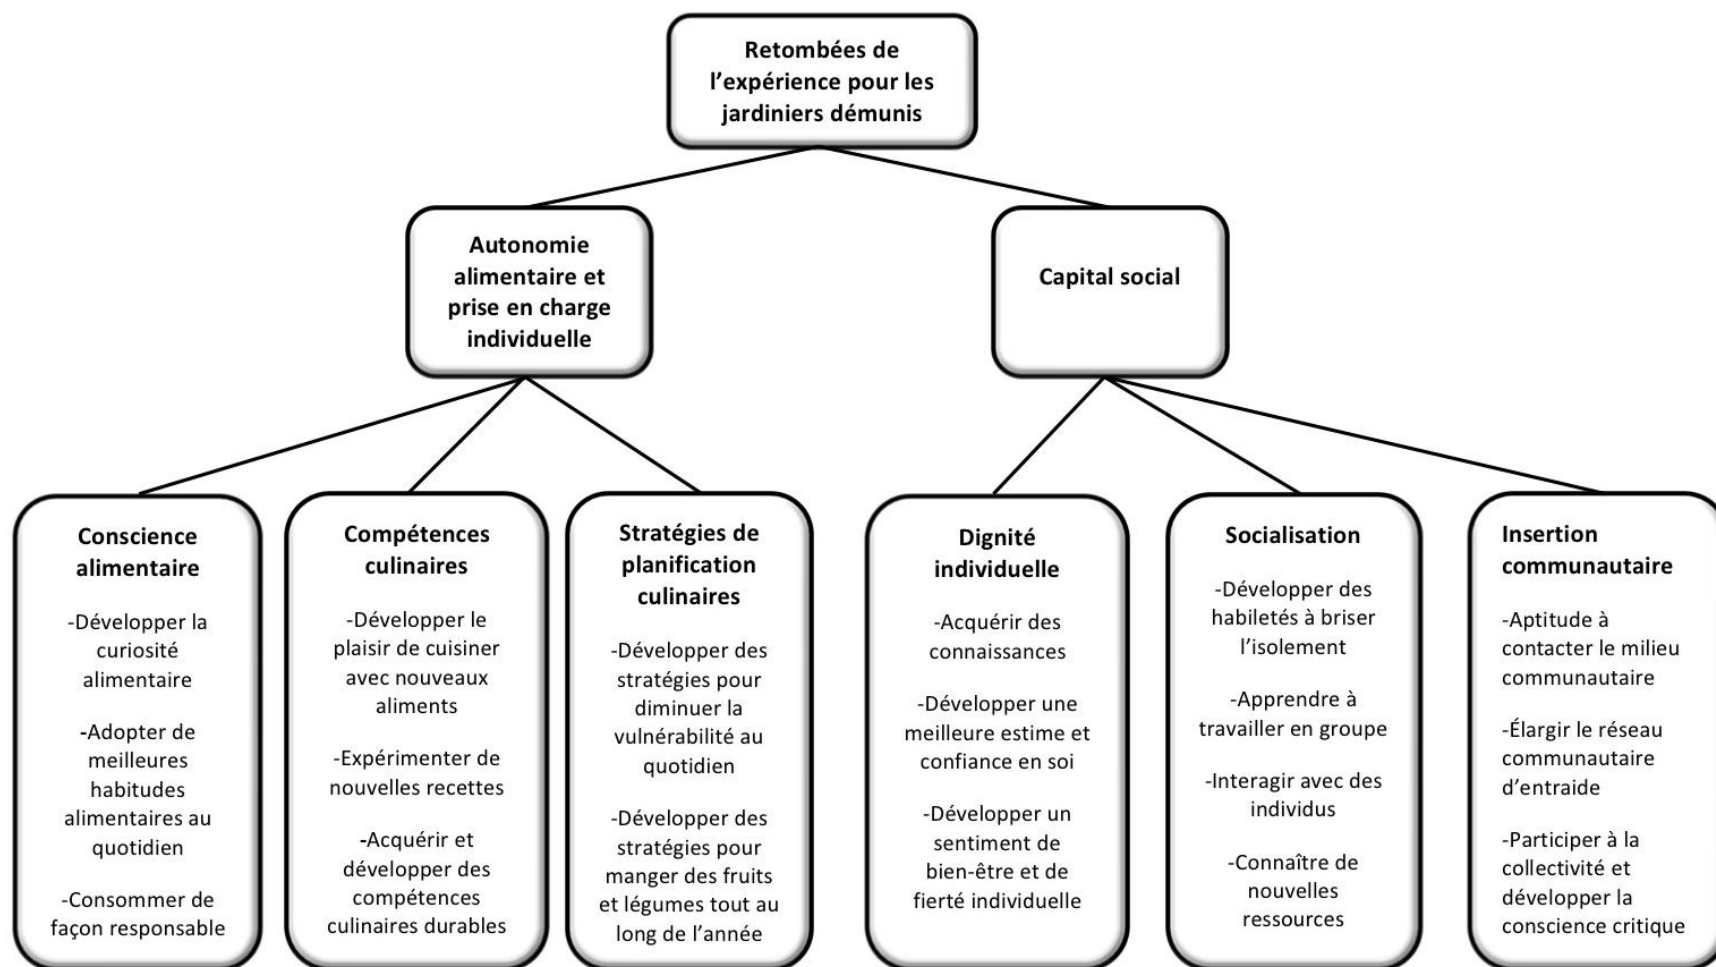 Retombées de
l’expérience pour les
jardiniers démunis
Autonomie
alimentaire et
prise en charge
individuelle
Capital social
Conscience
alimentaire
-Développer la
curiosité
alimentaire
-Adopter de
meilleures
habitudes
alimentaires au
quotidien
-Consommer de
façon responsable
Compétences
culinaires
-Développer le
plaisir de cuisiner
avec nouveaux
aliments
-Expérimenter de
nouvelles recettes
-Acquérir et
développer des
compétences
culinaires durables
Stratégies de
planification
culinaires
-Développer des
stratégies pour
diminuer la
vulnérabilité au
quotidien
-Développer des
stratégies pour
manger des fruits
et légumes tout au
long de l’année
Dignité
individuelle
-Acquérir des
connaissances
-Développer une
meilleure estime et
confiance en soi
-Développer un
sentiment de
bien-être et de
fierté individuelle
Socialisation
-Développer des
habiletés à briser
l’isolement
-Apprendre à
travailler en groupe
-Interagir avec des
individus
-Connaître de
nouvelles
ressources
Insertion
communautaire
-Aptitude à
contacter le milieu
communautaire
-Élargir le réseau
communautaire
d’entraide
-Participer à la
collectivité et
développer la
conscience critique